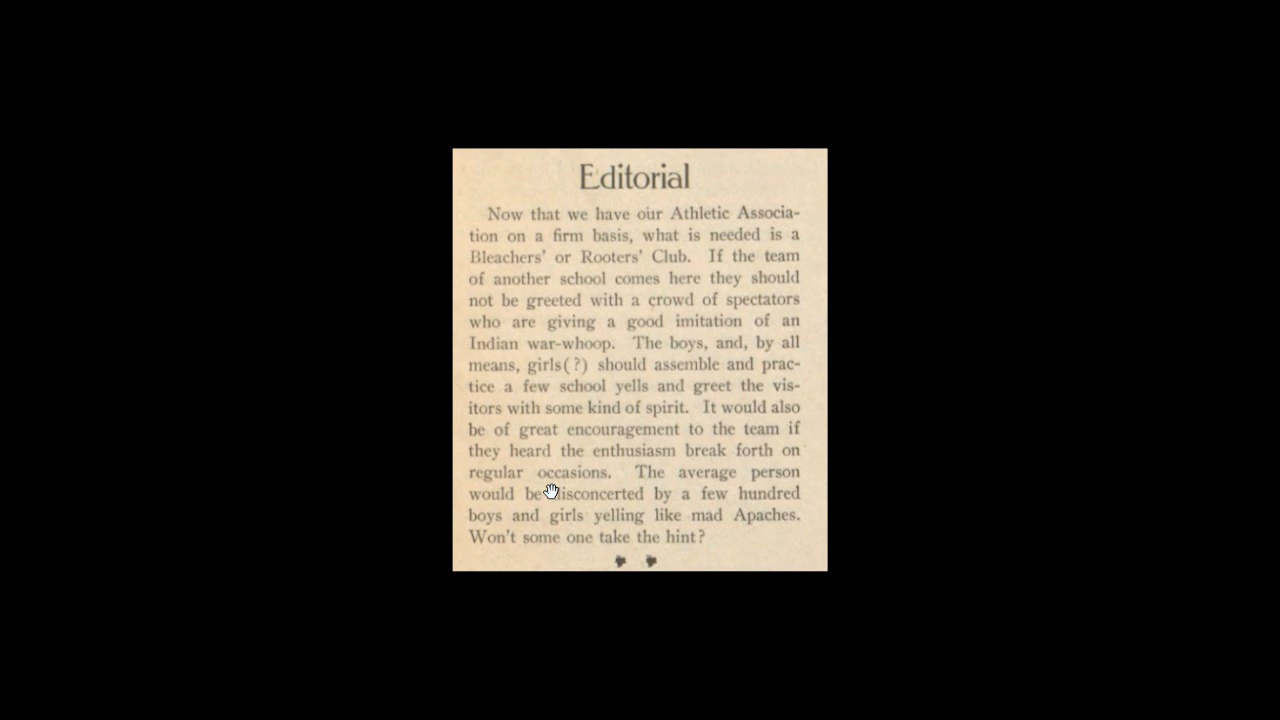 Editorial
Now that we have our Athletic Associa-
tion on a firm basis, what is needed is a
Bleachers' or Rooters' Club. If the team
of another school comes here they should
not be greeted with a crowd of spectators
who are giving a good imitation of an
Indian war-whoop. The boys, and, by all
means, girls(?) should assemble and prac-
tice a few school yells and greet the vis-
itors with some kind of spirit. It would also
be of great encouragement to the team if
they heard the enthusiasm break forth on
regular occasions. The average person
would be disconcerted by a few hundred
boys and girls yelling like mad Apaches.
Won't some one take the hint?